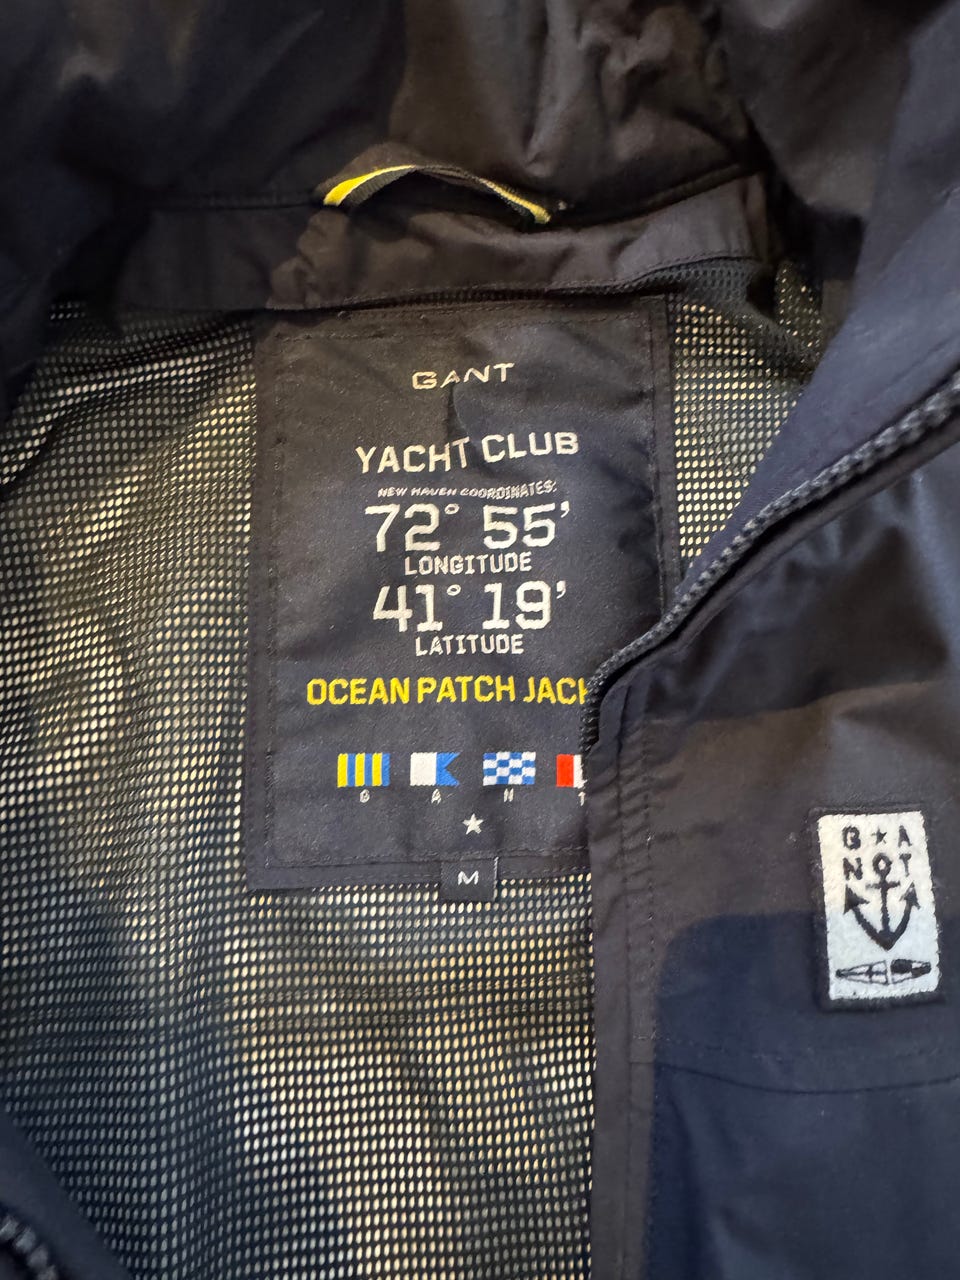 GANT
YACHT CLUB
NEW HAVEN COORDINATES:
72° 55'
LONGITUDE
41° 19'
LATITUDE
OCEAN PATCH JACK
G A N T
M
G ★ A
N T